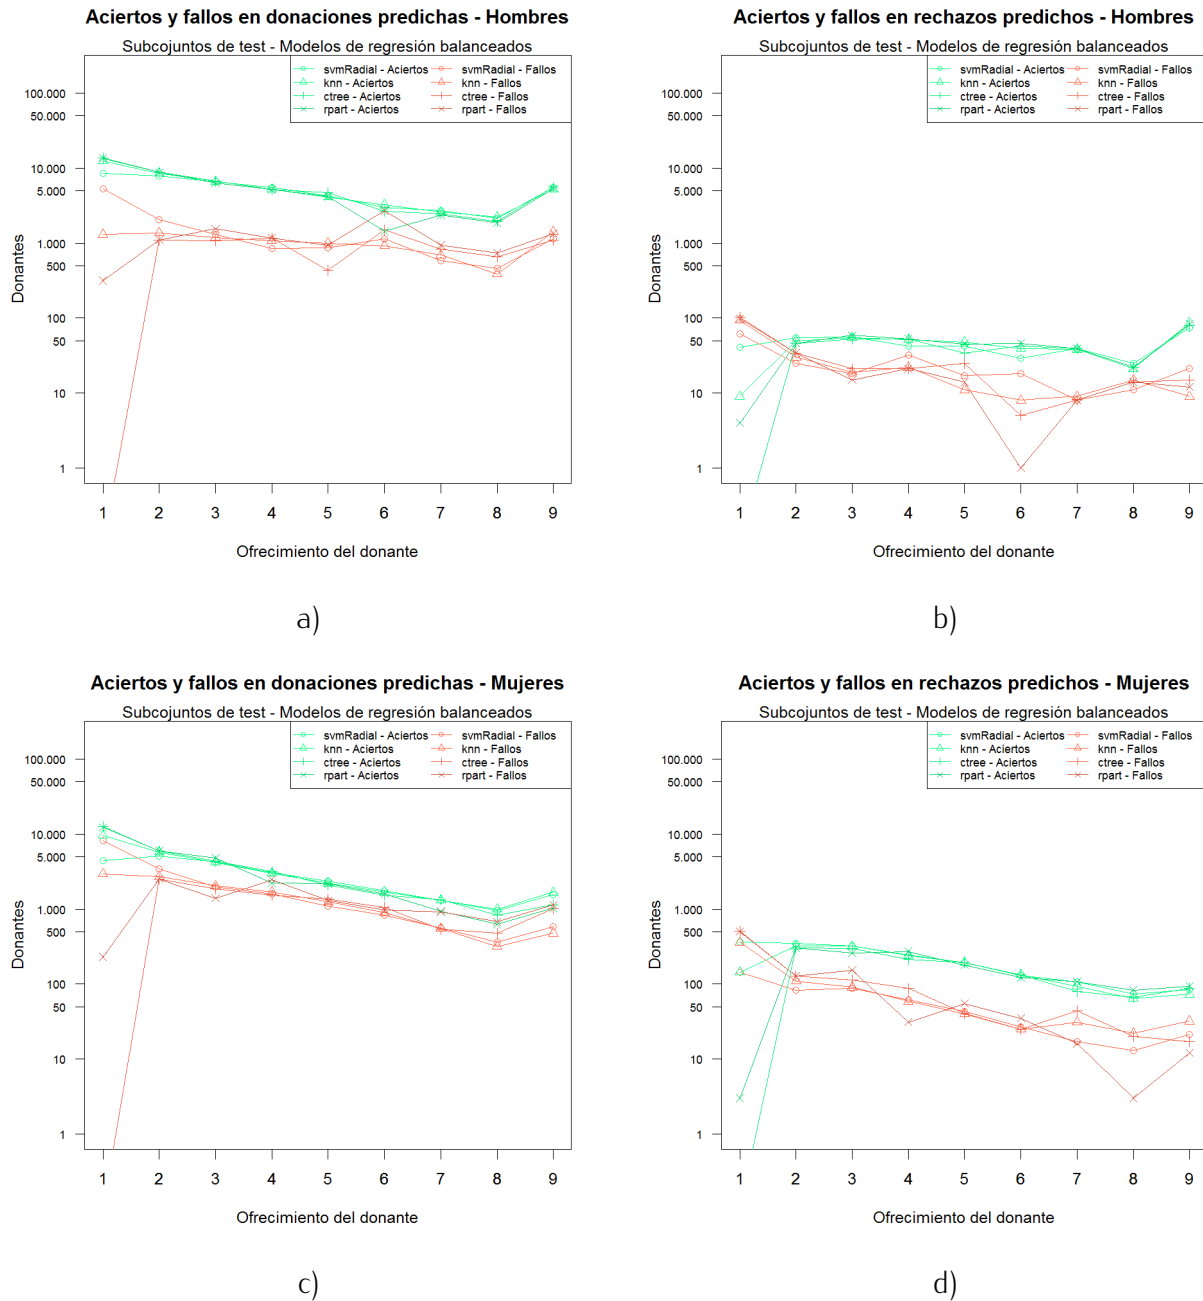 Aciertos y fallos en donaciones predichas - Hombres
Subcojuntos de test - Modelos de regresión balanceados
svmRadial - Aciertos svmRadial - Fallos
knn - Aciertos knn - Fallos
ctree - Aciertos ctree - Fallos
rpart - Aciertos rpart - Fallos
100.000
50.000
10.000
5.000
1.000
500
100
50
10
1
Donantes
1 2 3 4 5 6 7 8 9
Ofrecimiento del donante
a)
Aciertos y fallos en rechazos predichos - Hombres
Subcojuntos de test - Modelos de regresión balanceados
svmRadial - Aciertos svmRadial - Fallos
knn - Aciertos knn - Fallos
ctree - Aciertos ctree - Fallos
rpart - Aciertos rpart - Fallos
100.000
50.000
10.000
5.000
1.000
500
100
50
10
1
Donantes
1 2 3 4 5 6 7 8 9
Ofrecimiento del donante
b)
Aciertos y fallos en donaciones predichas - Mujeres
Subcojuntos de test - Modelos de regresión balanceados
svmRadial - Aciertos svmRadial - Fallos
knn - Aciertos knn - Fallos
ctree - Aciertos ctree - Fallos
rpart - Aciertos rpart - Fallos
100.000
50.000
10.000
5.000
1.000
500
100
50
10
1
Donantes
1 2 3 4 5 6 7 8 9
Ofrecimiento del donante
c)
Aciertos y fallos en rechazos predichos - Mujeres
Subcojuntos de test - Modelos de regresión balanceados
svmRadial - Aciertos svmRadial - Fallos
knn - Aciertos knn - Fallos
ctree - Aciertos ctree - Fallos
rpart - Aciertos rpart - Fallos
100.000
50.000
10.000
5.000
1.000
500
100
50
10
1
Donantes
1 2 3 4 5 6 7 8 9
Ofrecimiento del donante
d)